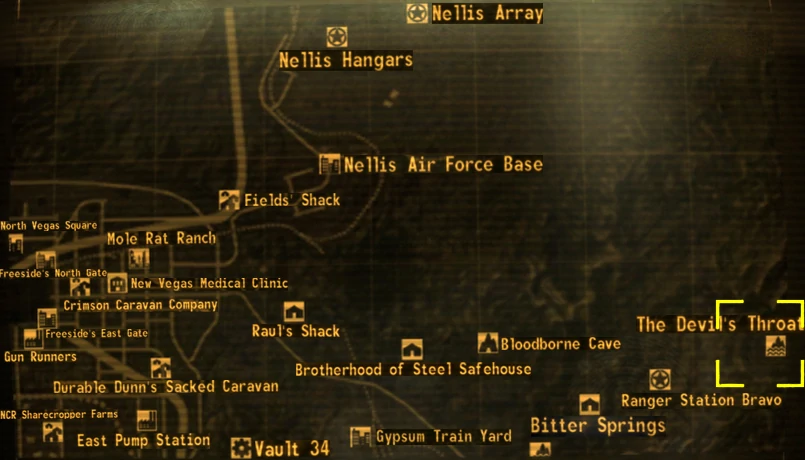 Nellis Array
Nellis Hangars
Nellis Air Force Base
Fields' Shack
North Vegas Square
Mole Rat Ranch
Freeside's North Gate
New Vegas Medical Clinic
Crimson Caravan Company
The Devil's Throat
Raul's Shack
Freeside's East Gate
Bloodborne Cave
Gun Runners
Brotherhood of Steel Safehouse
Durable Dunn's Sacked Caravan
Ranger Station Bravo
NCR Sharecropper Farms
Bitter Springs
East Pump Station
Gypsum Train Yard
Vault 34